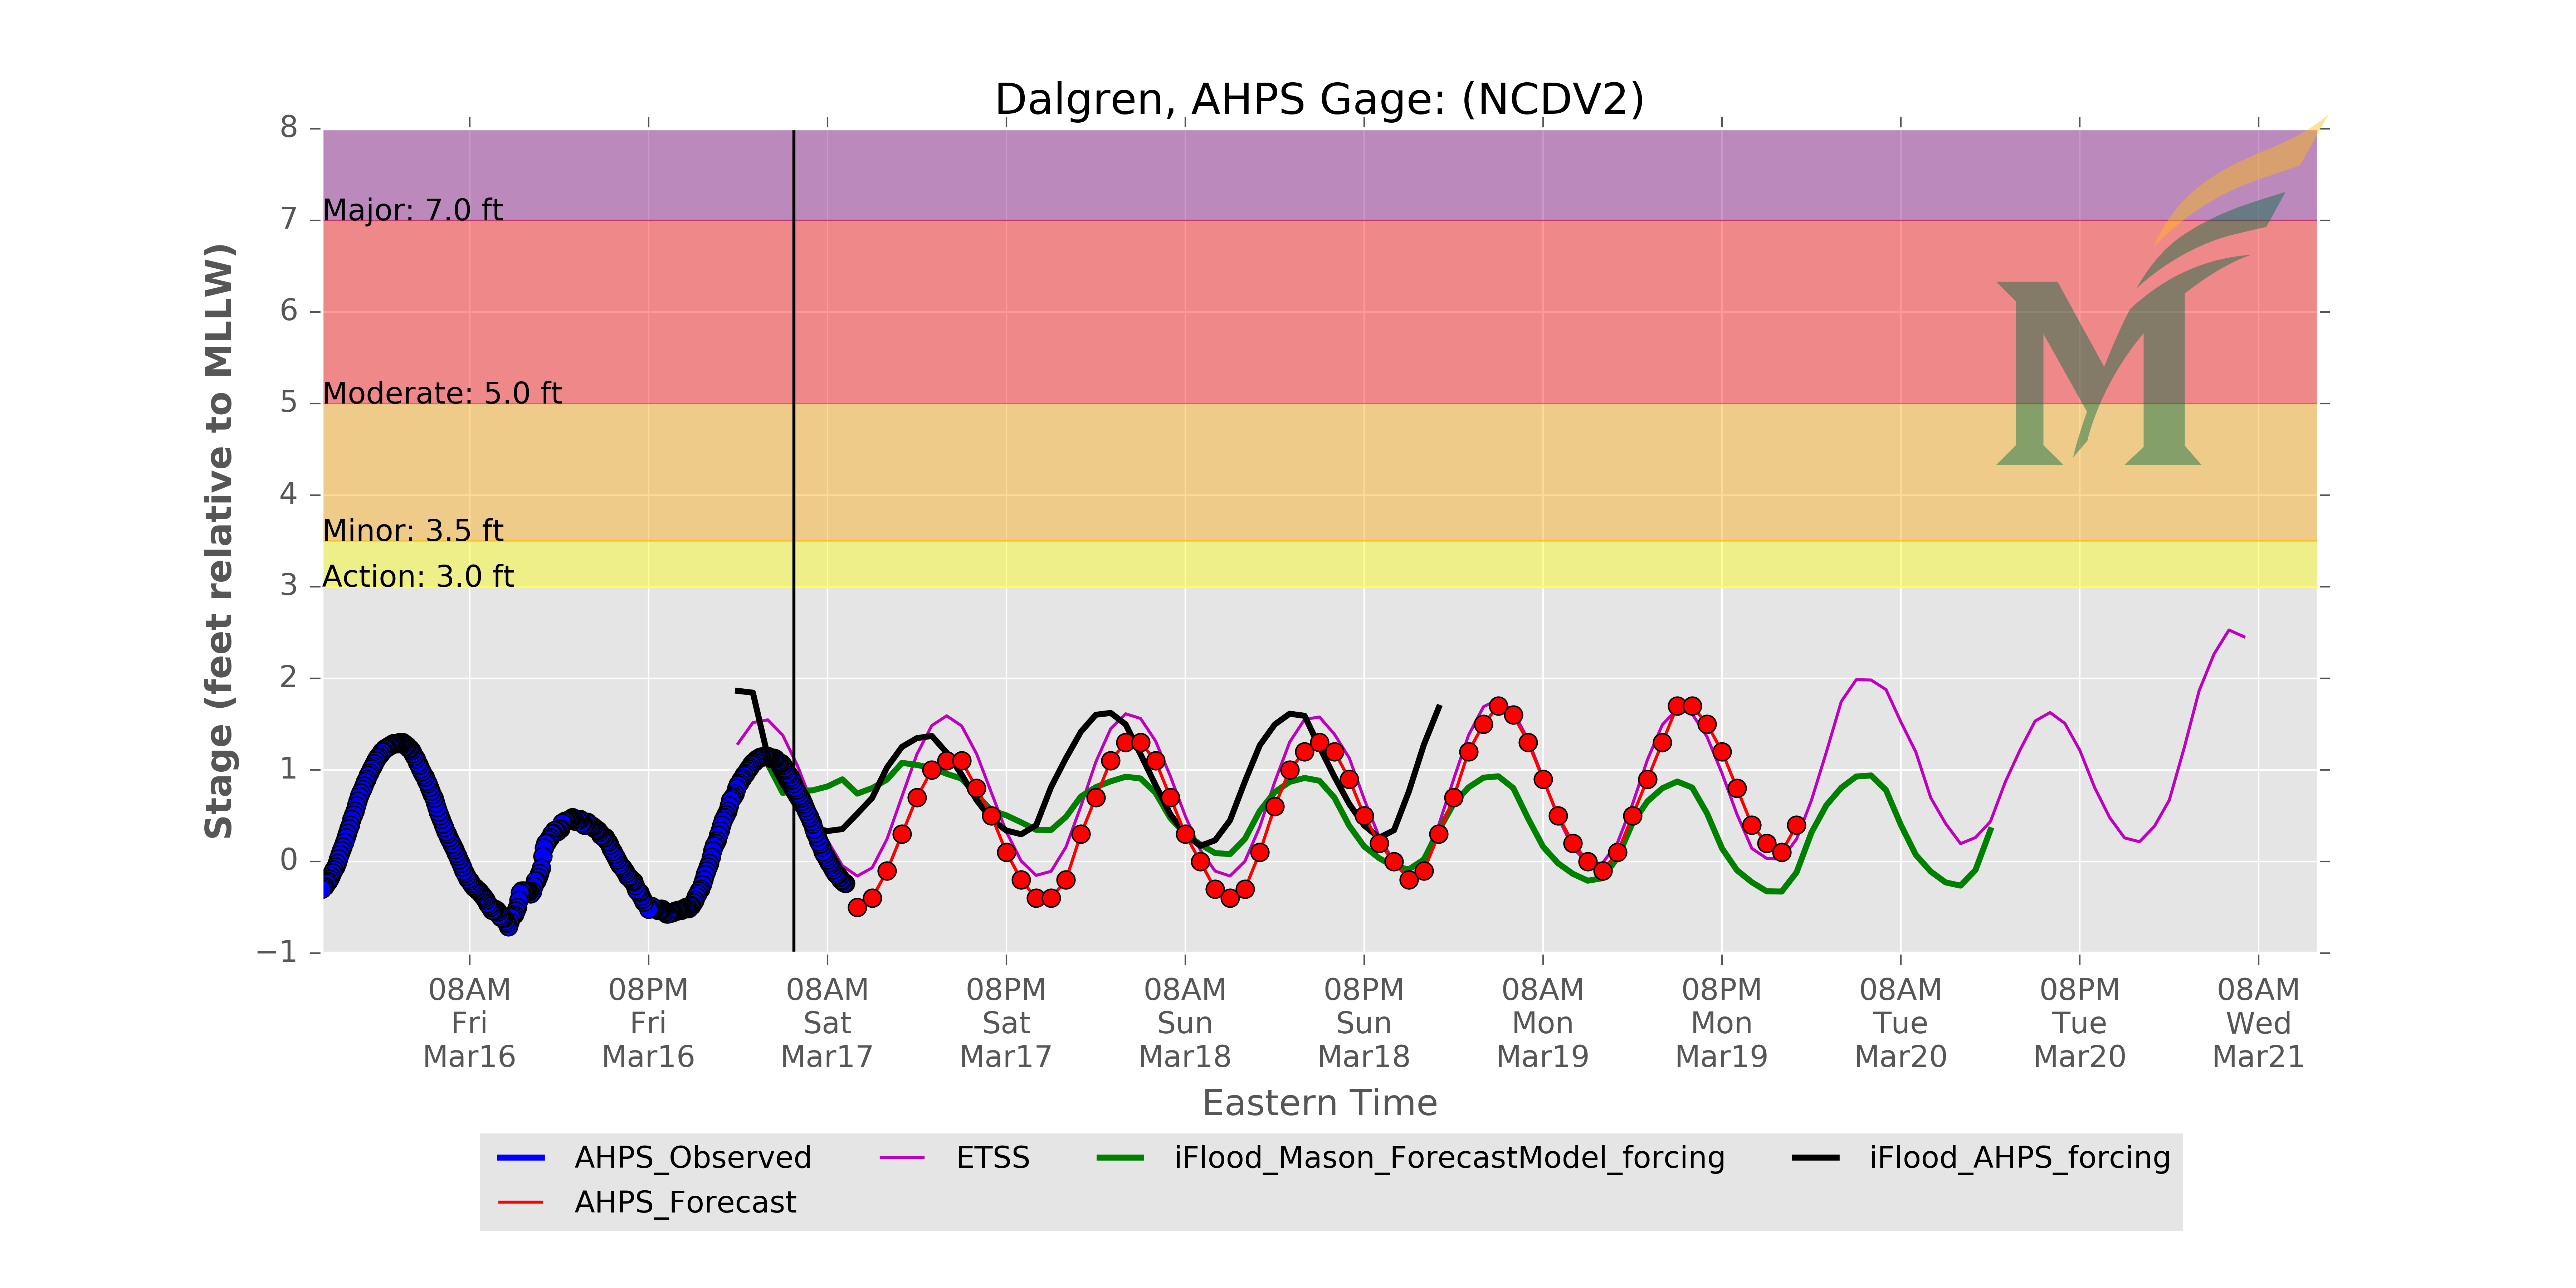 Dalgren, AHPS Gage: (NCDV2)
8
7
6
5
4
3
2
1
0
−1
Stage (feet relative to MLLW)
Major: 7.0 ft
Moderate: 5.0 ft
Minor: 3.5 ft
Action: 3.0 ft
M
08AM 08PM 08AM 08PM 08AM 08PM 08AM 08PM 08AM 08PM 08AM
Fri Fri Sat Sat Sun Sun Mon Mon Tue Tue Wed
Mar16 Mar16 Mar17 Mar17 Mar18 Mar18 Mar19 Mar19 Mar20 Mar20 Mar21
Eastern Time
AHPS_Observed ETSS iFlood_Mason_ForecastModel_forcing iFlood_AHPS_forcing
AHPS_Forecast